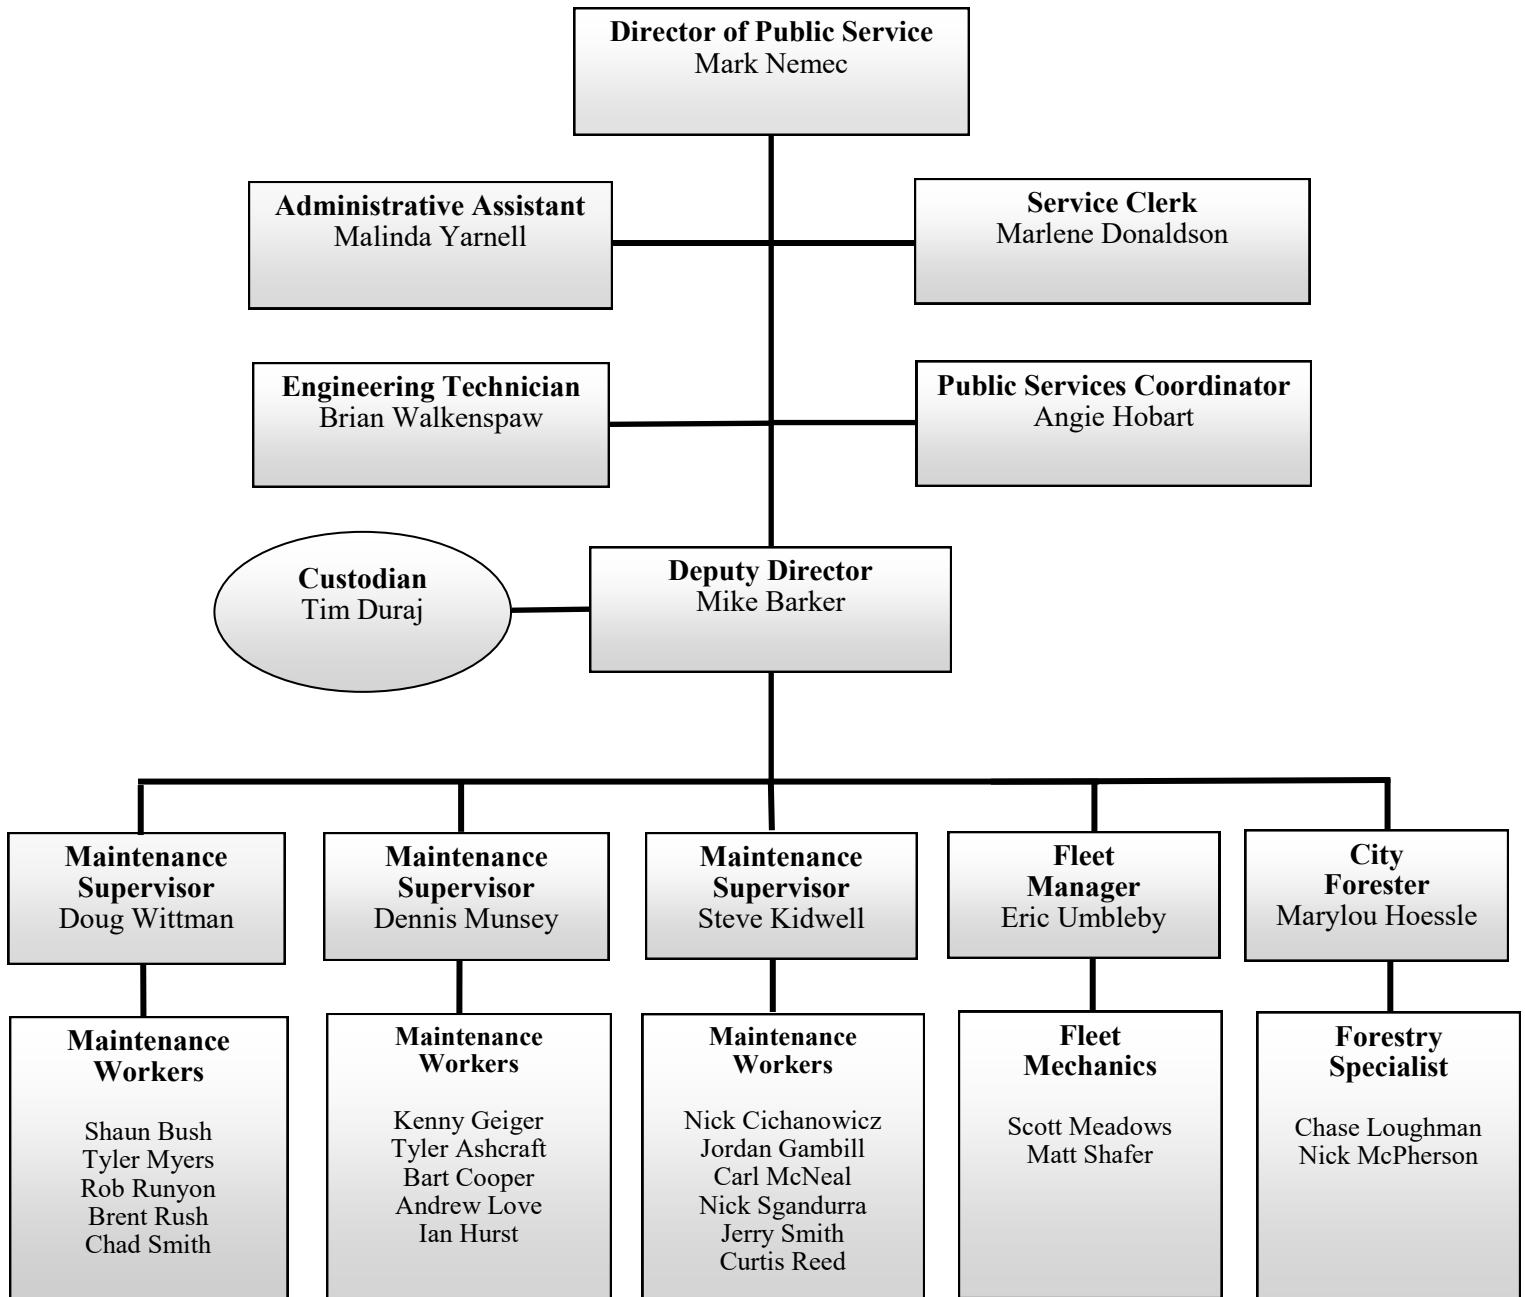 Director of Public Service
Mark Nemec
Administrative Assistant
Malinda Yarnell
Service Clerk
Marlene Donaldson
Engineering Technician
Brian Walkenspaw
Public Services Coordinator
Angie Hobart
Custodian
Tim Duraj
Deputy Director
Mike Barker
Maintenance
Supervisor
Doug Wittman
Maintenance
Supervisor
Dennis Munsey
Maintenance
Supervisor
Steve Kidwell
Fleet
Manager
Eric Umbleby
City
Forester
Marylou Hoessle
Maintenance
Workers
Shaun Bush
Tyler Myers
Rob Runyon
Brent Rush
Chad Smith
Maintenance
Workers
Kenny Geiger
Tyler Ashcraft
Bart Cooper
Andrew Love
Ian Hurst
Maintenance
Workers
Nick Cichanowicz
Jordan Gambill
Carl McNeal
Nick Sgandurra
Jerry Smith
Curtis Reed
Fleet
Mechanics
Scott Meadows
Matt Shafer
Forestry
Specialist
Chase Loughman
Nick McPherson